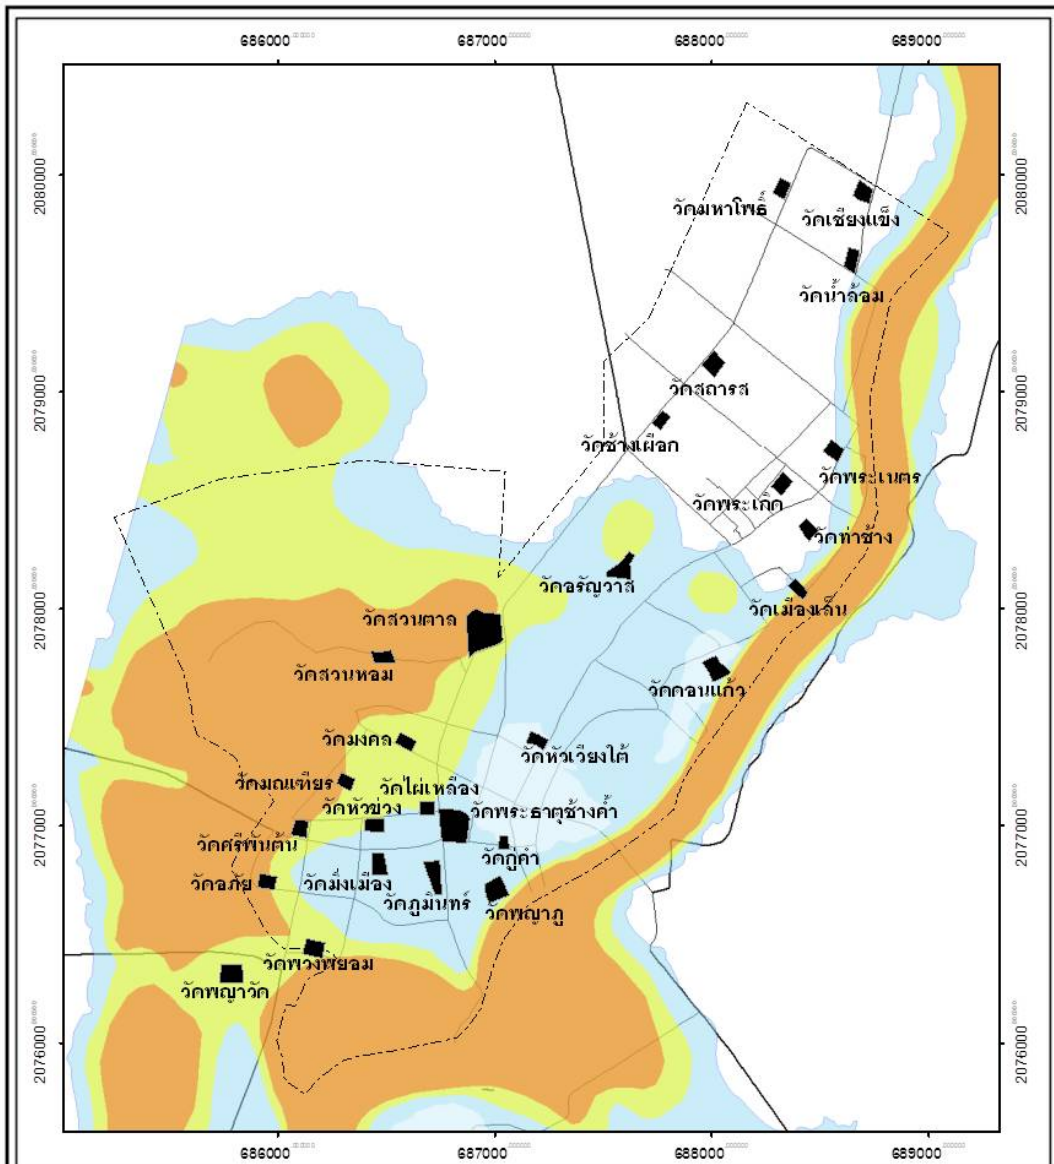 686000 687000 688000 689000
2080000 2080000
วัดมหาโพธิ์
วัดเชียงแข็ง
วัดน้ำล้อม
2079000 2079000
วัดสถารส
วัดช้างเผือก
วัดพระเนตร
วัดพระเกิด
วัดท่าช้าง
วัดอรัญวาส
2078000 2078000
วัดเมืองเล็น
วัดสวนตาล
วัดสวนหอม
วัดดอนแก้ว
วัดมงคล
วัดหัวเวียงใต้
วัดมณเฑียร
วัดไผ่เหลือง
วัดหัวข่วง
วัดพระธาตุช้างค้ำ
2077000 2077000
วัดศรีพันต้น
วัดกู่คำ
วัดอภัย
วัดมิ่งเมือง
วัดภูมินทร์
วัดพญาภู
วัดพวงพยอม
วัดพญาวัด
2076000 2076000
686000 687000 688000 689000